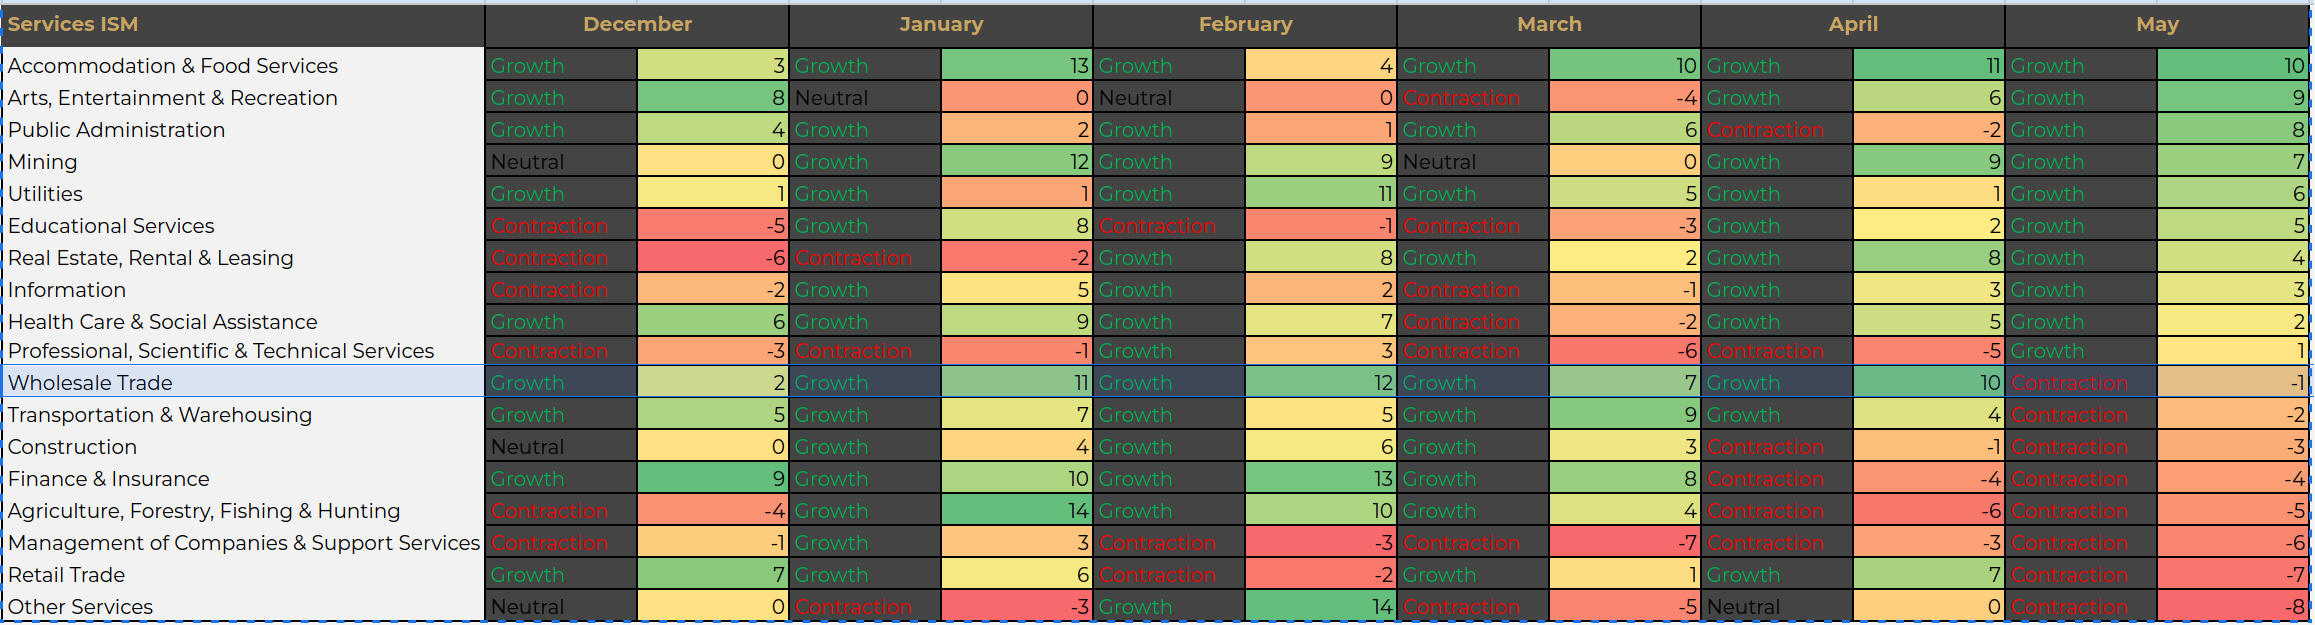 Services ISM December January February March April May
Accommodation & Food Services Growth 3 Growth 13 Growth 4 Growth 10 Growth 11 Growth 10
Arts, Entertainment & Recreation Growth 8 Neutral 0 Neutral 0 Contraction -4 Growth 6 Growth 9
Public Administration Growth 4 Growth 2 Growth 1 Growth 6 Contraction -2 Growth 8
Mining Neutral 0 Growth 12 Growth 9 Neutral 0 Growth 9 Growth 7
Utilities Growth 1 Growth 1 Growth 11 Growth 5 Growth 1 Growth 6
Educational Services Contraction -5 Growth 8 Contraction -1 Contraction -3 Growth 2 Growth 5
Real Estate, Rental & Leasing Contraction -6 Contraction -2 Growth 8 Growth 2 Growth 8 Growth 4
Information Contraction -2 Growth 5 Growth 2 Contraction -1 Growth 3 Growth 3
Health Care & Social Assistance Growth 6 Growth 9 Growth 7 Contraction -2 Growth 5 Growth 2
Professional, Scientific & Technical Services Contraction -3 Contraction -1 Growth 3 Contraction -6 Contraction -5 Growth 1
Wholesale Trade Growth 2 Growth 11 Growth 12 Growth 7 Growth 10 Contraction -1
Transportation & Warehousing Growth 5 Growth 7 Growth 5 Growth 9 Growth 4 Contraction -2
Construction Neutral 0 Growth 4 Growth 6 Growth 3 Contraction -1 Contraction -3
Finance & Insurance Growth 9 Growth 10 Growth 13 Growth 8 Contraction -4 Contraction -4
Agriculture, Forestry, Fishing & Hunting Contraction -4 Growth 14 Growth 10 Growth 4 Contraction -6 Contraction -5
Management of Companies & Support Services Contraction -1 Growth 3 Contraction -3 Contraction -7 Contraction -3 Contraction -6
Retail Trade Growth 7 Growth 6 Contraction -2 Growth 1 Growth 7 Contraction -7
Other Services Neutral 0 Contraction -3 Growth 14 Contraction -5 Neutral 0 Contraction -8